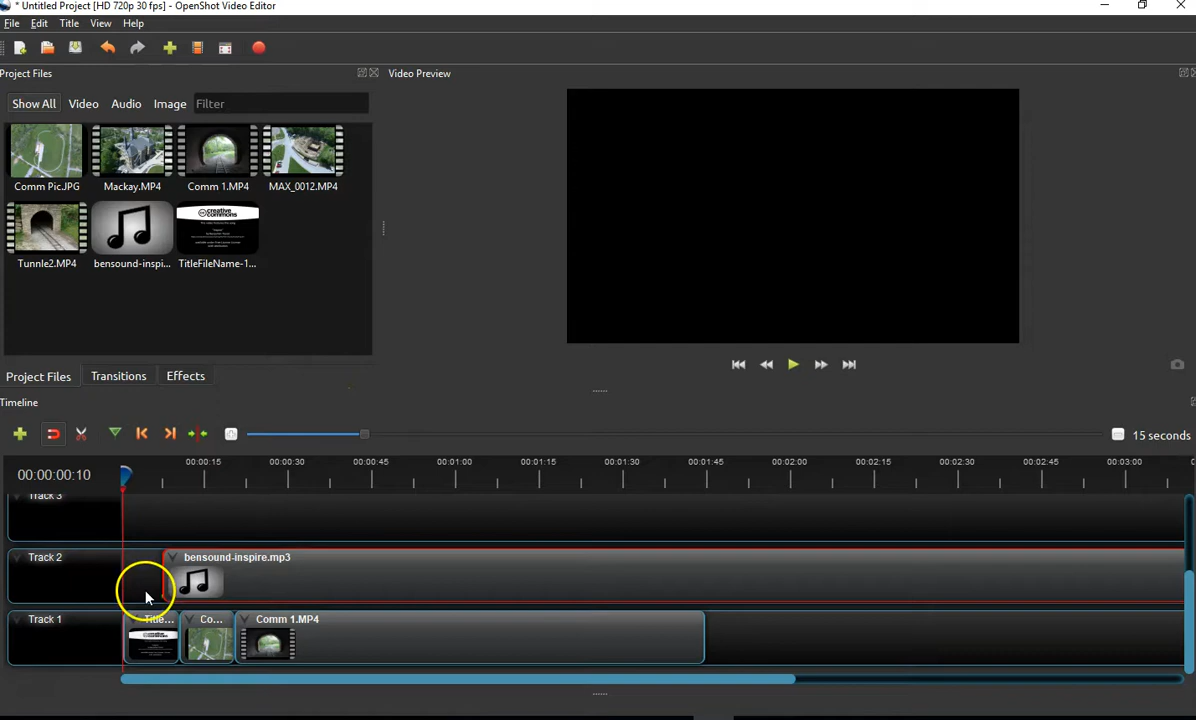 * Untitled Project [HD 720p 30 fps] - OpenShot Video Editor
File Edit Title View Help
Project Files
Video Preview
Show All Video Audio Image Filter
Comm Pic.JPG Mackay.MP4 Comm 1.MP4 MAX_0012.MP4
creative commons
Tunnle2.MP4 bensound-inspi... TitleFileName-1...
Project Files Transitions Effects
Timeline
15 seconds
00:00:00:10
00:00:15 00:00:30 00:00:45 00:01:00 00:01:15 00:01:30 00:01:45 00:02:00 00:02:15 00:02:30 00:02:45 00:03:00
Track 3
Track 2 bensound-inspire.mp3
Track 1 Title... Co... Comm 1.MP4